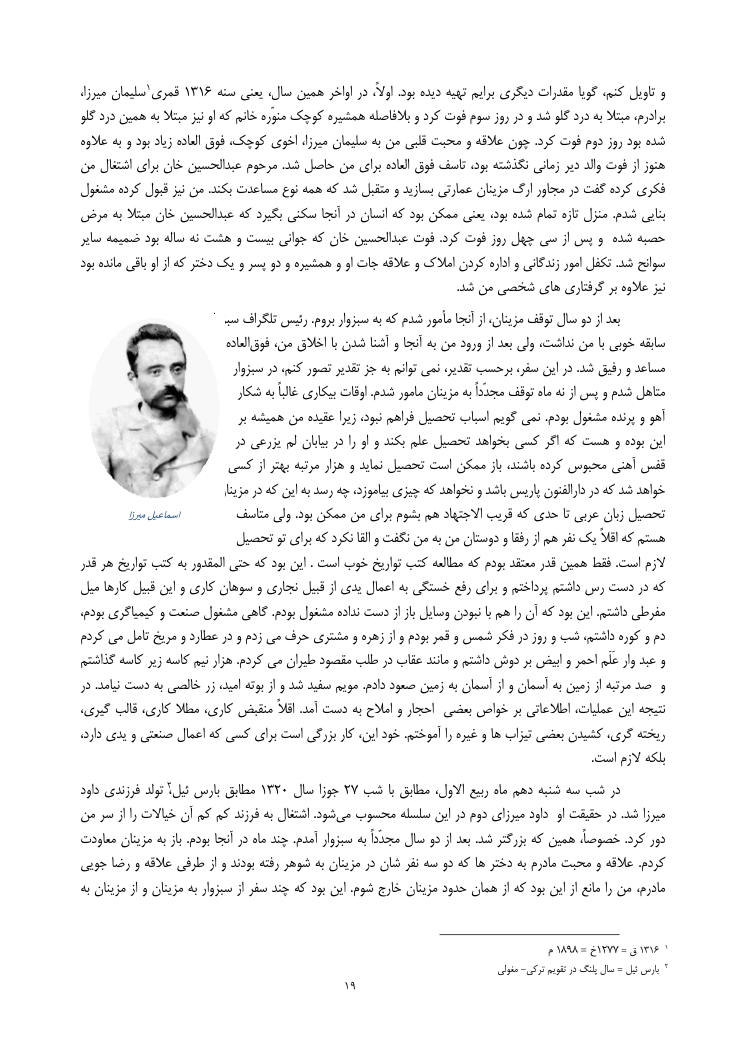 و تاویل کنم، گویا مقدرات دیگری برایم تهیه دیده بود. اولاً، در اواخر همین سال، یعنی سنه ۱۳۱۶ قمری۱سلیمان میرزا،
برادرم، مبتلا به درد گلو شد و در روز سوم فوت کرد و بلافاصله همشیره کوچک منوّره خانم که او نیز مبتلا به همین درد گلو
شده بود روز دوم فوت کرد. چون علاقه و محبت قلبی من به سلیمان میرزا، اخوی کوچک، فوق العاده زیاد بود و به علاوه
هنوز از فوت والد دیر زمانی نگذشته بود، تاسف فوق العاده برای من حاصل شد. مرحوم عبدالحسین خان برای اشتغال من
فکری کرده گفت در مجاور ارگ مزینان عمارتی بسازید و متقبل شد که همه نوع مساعدت بکند. من نیز قبول کرده مشغول
بنایی شدم. منزل تازه تمام شده بود، یعنی ممکن بود که انسان در آنجا سکنی بگیرد که عبدالحسین خان مبتلا به مرض
حصبه شده و پس از سی چهل روز فوت کرد. فوت عبدالحسین خان که جوانی بیست و هشت نه ساله بود ضمیمه سایر
سوانح شد. تکفل امور زندگانی و اداره کردن املاک و علاقه جات او و همشیره و دو پسر و یک دختر که از او باقی مانده بود
نیز علاوه بر گرفتاری های شخصی من شد.
بعد از دو سال توقف مزینان، از آنجا مأمور شدم که به سبزوار بروم. رئیس تلگراف
سابقه خوبی با من نداشت، ولی بعد از ورود من به آنجا و آشنا شدن با اخلاق من، فوق‌العاده
مساعد و رفیق شد. در این سفر، برحسب تقدیر، نمی توانم به جز تقدیر تصور کنم، در سبزوار
متاهل شدم و پس از نه ماه توقف مجدّداً به مزینان مامور شدم. اوقات بیکاری غالباً به شکار
آهو و پرنده مشغول بودم. نمی گویم اسباب تحصیل فراهم نبود، زیرا عقیده من همیشه بر
این بوده و هست که اگر کسی بخواهد تحصیل علم بکند و او را در بیابان لم یزرعی در
قفس آهنی محبوس کرده باشند، باز ممکن است تحصیل نماید و هزار مرتبه بهتر از کسی
خواهد شد که در دارالفنون پاریس باشد و نخواهد که چیزی بیاموزد، چه رسد به این که در
تحصیل زبان عربی تا حدی که قریب الاجتهاد هم بشوم برای من ممکن بود. ولی متاسف
هستم که اقلاً یک نفر هم از رفقا و دوستان من به من نگفت و القا نکرد که برای تو تحصیل
لازم است. فقط همین قدر معتقد بودم که مطالعه کتب تواریخ خوب است . این بود که حتی المقدور به کتب تواریخ هر قدر
که در دست رس داشتم پرداختم و برای رفع خستگی به اعمال یدی از قبیل نجاری و سوهان کاری و این قبیل کارها میل
مفرطی داشتم. این بود که آن را هم با نبودن وسایل باز از دست نداده مشغول بودم. گاهی مشغول صنعت و کیمیاگری بودم،
دم و کوره داشتم، شب و روز در فکر شمس و قمر بودم و از زهره و مشتری حرف می زدم و در عطارد و مریخ تامل می کردم
و عبد وار عَلَم احمر و ابیض بر دوش داشتم و مانند عقاب در طلب مقصود طیران می کردم. هزار نیم کاسه زیر کاسه گذاشتم
و صد مرتبه از زمین به آسمان و از آسمان به زمین صعود دادم. مویم سفید شد و از بوته امید، زر خالصی به دست نیامد. در
نتیجه این عملیات، اطلاعاتی بر خواص بعضی احجار و املاح به دست آمد. اقلاً منقبض کاری، مطلا کاری، قالب گیری،
ریخته گری، کشیدن بعضی تیزاب ها و غیره را آموختم. خود این، کار بزرگی است برای کسی که اعمال صنعتی و یدی دارد،
بلکه لازم است.
اسماعیل میرزا
در شب سه شنبه دهم ماه ربیع الاول، مطابق با شب ۲۷ جوزا سال ۱۳۲۰ مطابق بارس ئیل،۲ تولد فرزندی داود
میرزا شد. در حقیقت او داود میرزای دوم در این سلسله محسوب می‌شود. اشتغال به فرزند کم کم آن خیالات را از سر من
دور کرد. خصوصاً، همین که بزرگتر شد. بعد از دو سال مجدّداً به سبزوار آمدم. چند ماه در آنجا بودم. باز به مزینان معاودت
کردم. علاقه و محبت مادرم به دختر ها که دو سه نفر شان در مزینان به شوهر رفته بودند و از طرفی علاقه و رضا جویی
مادرم، من را مانع از این بود که از همان حدود مزینان خارج شوم. این بود که چند سفر از سبزوار به مزینان و از مزینان به
۱ ۱۳۱۶ ق = ۱۲۷۷خ = ۱۸۹۸ م
۲ بارس ئیل = سال پلنگ در تقویم ترکی- مغولی
۱۹